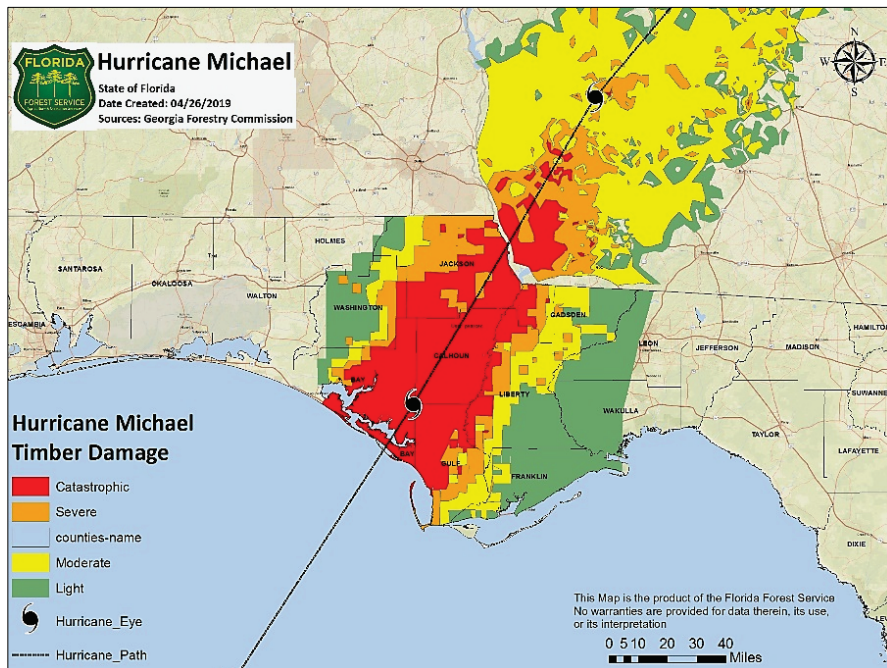 FLORIDA
FOREST SERVICE
Hurricane Michael
State of Florida
Date Created: 04/26/2019
Sources: Georgia Forestry Commission
N
W
E
S
HOLMES
JACKSON
SANTAROSA
OKALOOSA
WALTON
WASHINGTON
GADSDEN
ESCAMBIA
LEON
JEFFERSON
MADISON
HAMILTON
CALHOUN
BAY
LIBERTY
WAKULLA
SUWANNEE
TAYLOR
LAFAYETTE
BAY
GULF
FRANKLIN
DIXIE
Hurricane Michael
Timber Damage
Catastrophic
Severe
counties-name
Moderate
Light
Hurricane_Eye
Hurricane_Path
This Map is the product of the Florida Forest Service
No warranties are provided for data therein, its use,
or its interpretation
0 5 10 20 30 40
Miles